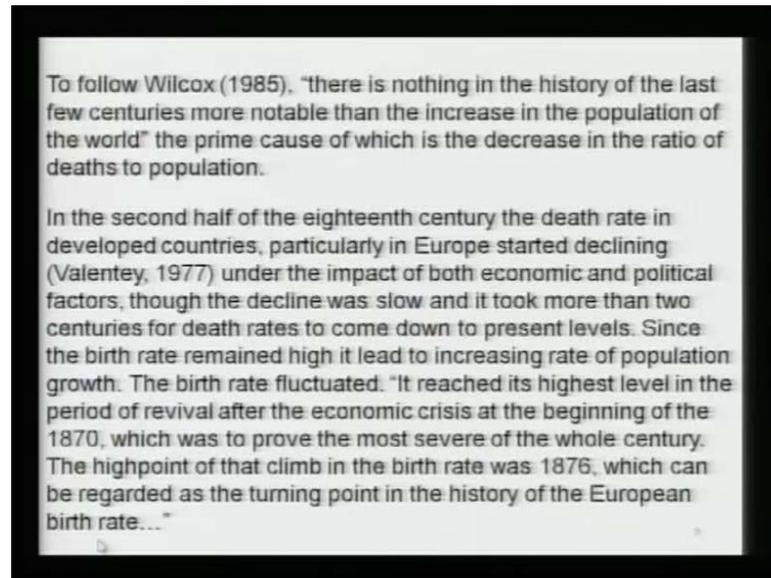 To follow Wilcox (1985), "there is nothing in the history of the last
few centuries more notable than the increase in the population of
the world" the prime cause of which is the decrease in the ratio of
deaths to population.
In the second half of the eighteenth century the death rate in
developed countries, particularly in Europe started declining
(Valentey, 1977) under the impact of both economic and political
factors, though the decline was slow and it took more than two
centuries for death rates to come down to present levels. Since
the birth rate remained high it lead to increasing rate of population
growth. The birth rate fluctuated. "It reached its highest level in the
period of revival after the economic crisis at the beginning of the
1870, which was to prove the most severe of the whole century.
The highpoint of that climb in the birth rate was 1876, which can
be regarded as the turning point in the history of the European
birth rate..."